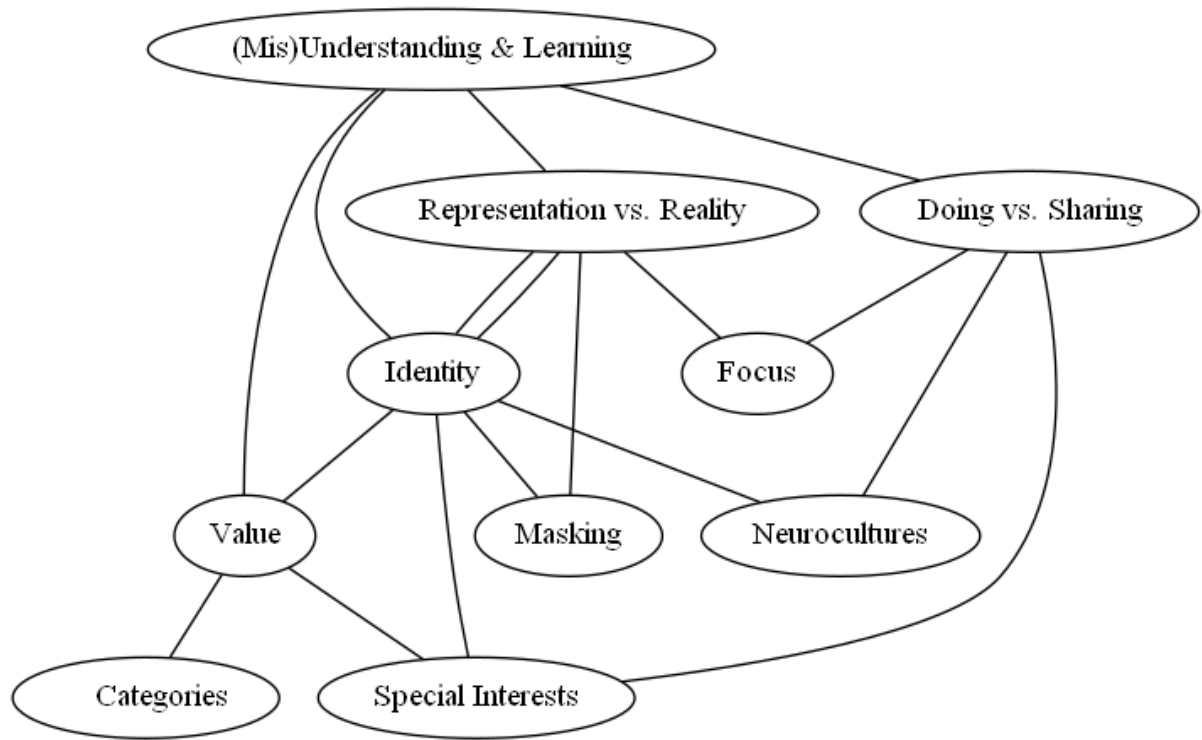 (Mis)Understanding & Learning
Representation vs. Reality
Doing vs. Sharing
Identity
Focus
Value
Masking
Neurocultures
Categories
Special Interests